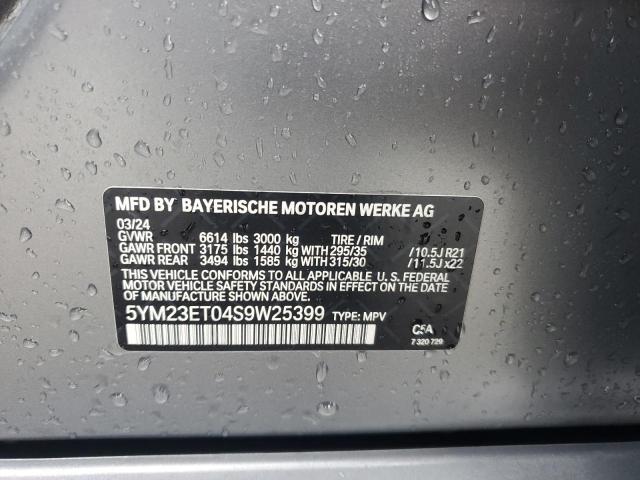 MFD BY BAYERISCHE MOTOREN WERKE AG
03/24
GVWR 6614 lbs 3000 kg TIRE / RIM
GAWR FRONT 3175 lbs 1440 kg WITH 295/35 /10.5J R21
GAWR REAR 3494 lbs 1585 kg WITH 315/30 /11.5J x22
THIS VEHICLE CONFORMS TO ALL APPLICABLE U. S. FEDERAL
MOTOR VEHICLE SAFETY STANDARDS IN EFFECT ON THE DATE
OF MANUFACTURE SHOWN ABOVE.
5YM23ET04S9W25399 TYPE: MPV C5A
7 320 729